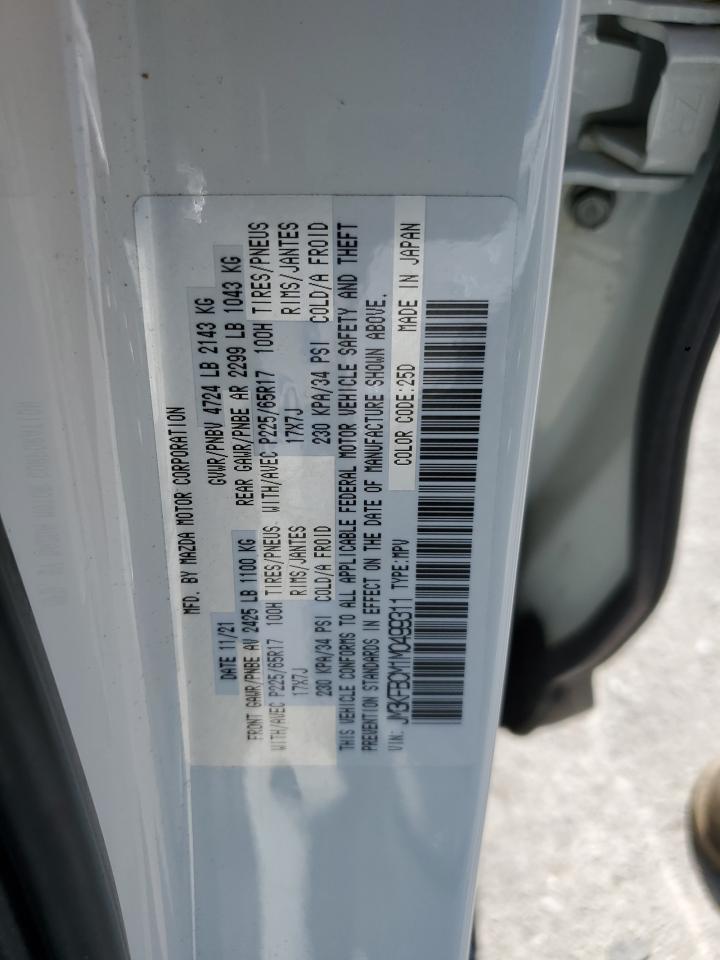 MFD. BY MAZDA MOTOR CORPORATION
DATE 11/21 GVWR/PNBV 4724 LB 2143 KG
FRONT GAWR/PNBE AV 2425 LB 1100 KG REAR GAWR/PNBE AR 2299 LB 1043 KG
WITH/AVEC P225/65R17 100H TIRES/PNEUS WITH/AVEC P225/65R17 100H TIRES/PNEUS
17X7J RIMS/JANTES 17X7J RIMS/JANTES
230 KPA/34 PSI COLD/A FROID 230 KPA/34 PSI COLD/A FROID
THIS VEHICLE CONFORMS TO ALL APPLICABLE FEDERAL MOTOR VEHICLE SAFETY AND THEFT
PREVENTION STANDARDS IN EFFECT ON THE DATE OF MANUFACTURE SHOWN ABOVE.
VIN: JM3KFBCM1M0499311 TYPE:MPV COLOR CODE:25D MADE IN JAPAN